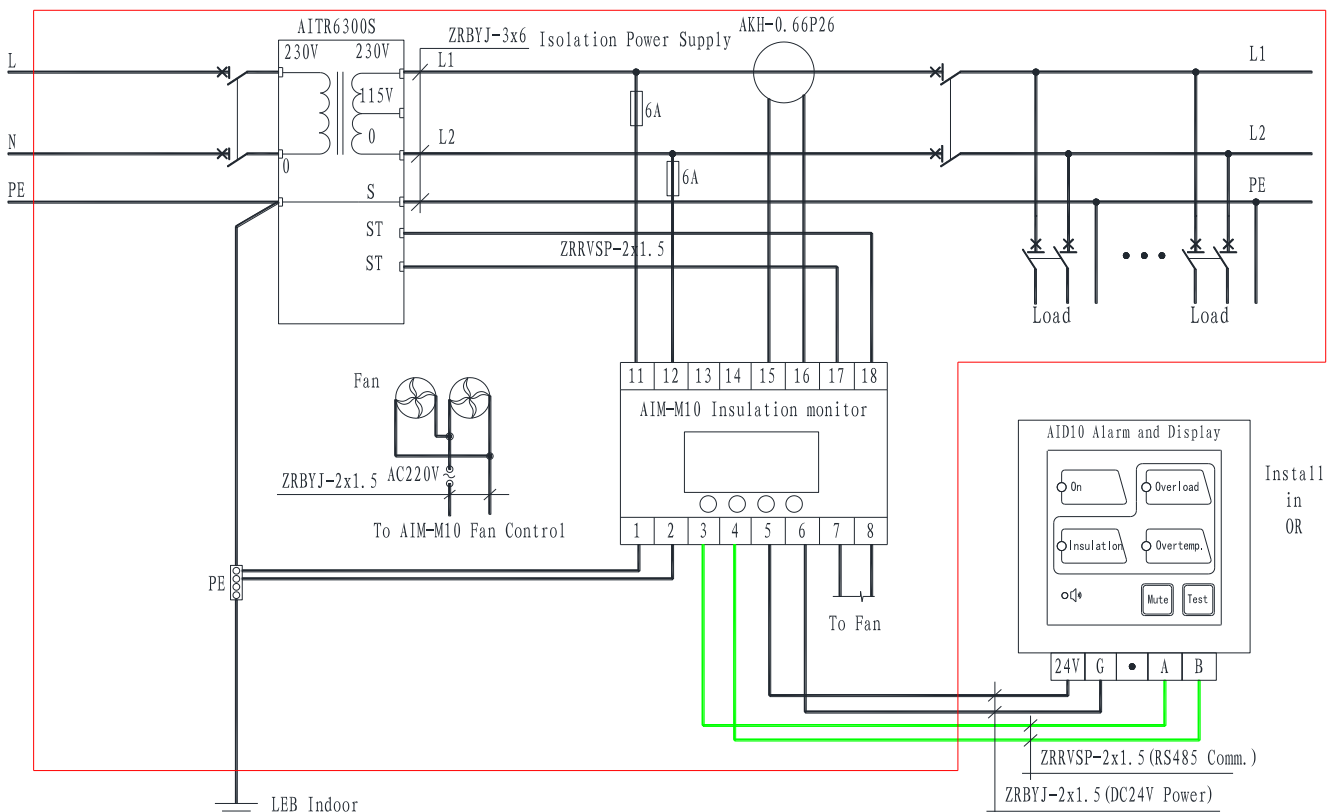 AITR6300S
ZRBYJ-3x6 Isolation Power Supply
AKH-0.66P26
L
230V 230V
L1
L1
115V
6A
N
0
L2
L2
0
6A
PE
S
PE
ST
ZRRVSP-2x1.5
ST
Load
Load
11 12 13 14 15 16 17 18
AIM-M10 Insulation monitor
Fan
AC220V
ZRBYJ-2x1.5
To AIM-M10 Fan Control
1 2 3 4 5 6 7 8
To Fan
PE
AID10 Alarm and Display
On
Overload
Insulation
Overtemp.
Mute
Test
24V G A B
Install
in
OR
ZRRVSP-2x1.5(RS485 Comm.)
ZRBYJ-2x1.5(DC24V Power)
LEB Indoor